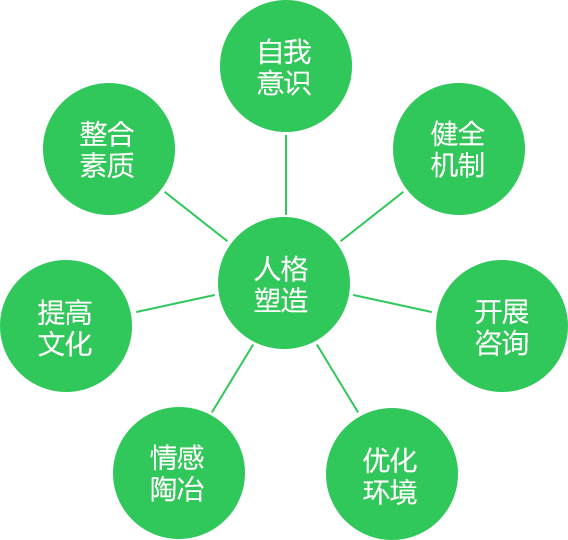 自我
意识
整合
素质
健全
机制
人格
塑造
提高
文化
开展
咨询
情感
陶冶
优化
环境